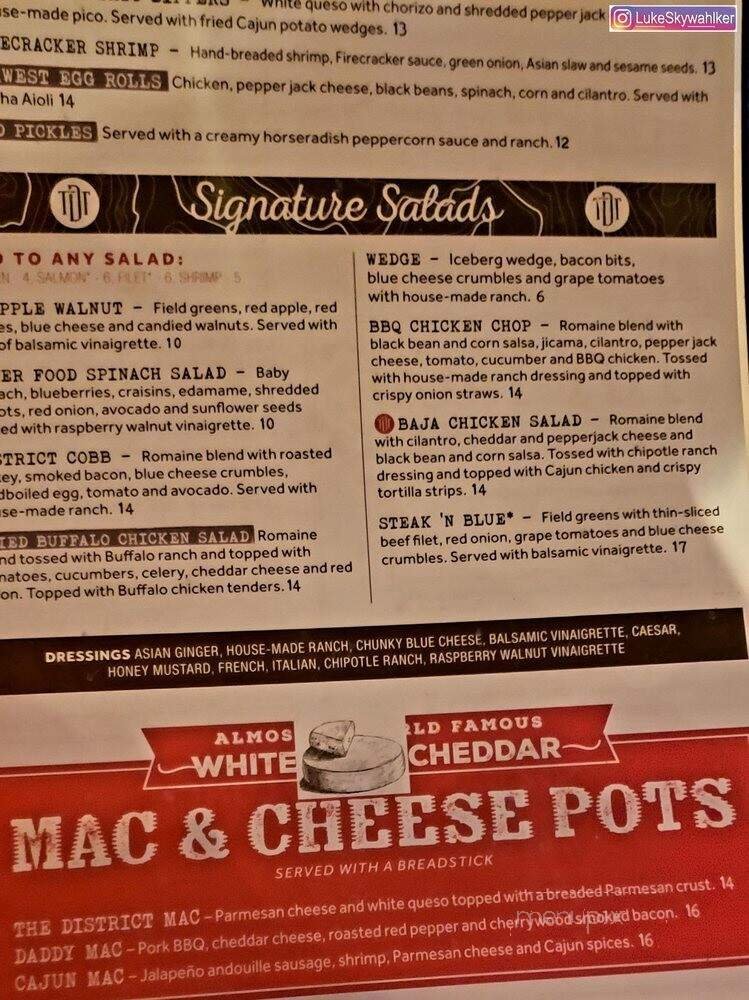 White queso with chorizo and shredded pepper jack
LukeSkywahlker
se-made pico. Served with fried Cajun potato wedges. 13
ECRACKER SHRIMP – Hand-breaded shrimp, Firecracker sauce, green onion, Asian slaw and sesame seeds. 13
WEST EGG ROLLS Chicken, pepper jack cheese, black beans, spinach, corn and cilantro. Served with
ha Aioli 14
D PICKLES Served with a creamy horseradish peppercorn sauce and ranch. 12
TDT Signature Salads TDT
TO ANY SALAD:
N · 4, SALMON* · 6, FILET* · 6, SHRIMP · 5
PPLE WALNUT – Field greens, red apple, red
es, blue cheese and candied walnuts. Served with
of balsamic vinaigrette. 10
ER FOOD SPINACH SALAD – Baby
ach, blueberries, craisins, edamame, shredded
ots, red onion, avocado and sunflower seeds
ed with raspberry walnut vinaigrette. 10
STRICT COBB – Romaine blend with roasted
ey, smoked bacon, blue cheese crumbles,
dboiled egg, tomato and avocado. Served with
se-made ranch. 14
IED BUFFALO CHICKEN SALAD Romaine
nd tossed with Buffalo ranch and topped with
matoes, cucumbers, celery, cheddar cheese and red
on. Topped with Buffalo chicken tenders. 14
WEDGE – Iceberg wedge, bacon bits,
blue cheese crumbles and grape tomatoes
with house-made ranch. 6
BBQ CHICKEN CHOP – Romaine blend with
black bean and corn salsa, jicama, cilantro, pepper jack
cheese, tomato, cucumber and BBQ chicken. Tossed
with house-made ranch dressing and topped with
crispy onion straws. 14
TDT BAJA CHICKEN SALAD – Romaine blend
with cilantro, cheddar and pepperjack cheese and
black bean and corn salsa. Tossed with chipotle ranch
dressing and topped with Cajun chicken and crispy
tortilla strips. 14
STEAK 'N BLUE* – Field greens with thin-sliced
beef filet, red onion, grape tomatoes and blue cheese
crumbles. Served with balsamic vinaigrette. 17
DRESSINGS ASIAN GINGER, HOUSE-MADE RANCH, CHUNKY BLUE CHEESE, BALSAMIC VINAIGRETTE, CAESAR,
HONEY MUSTARD, FRENCH, ITALIAN, CHIPOTLE RANCH, RASPBERRY WALNUT VINAIGRETTE
ALMOS RLD FAMOUS
WHITE CHEDDAR
MAC & CHEESE POTS
SERVED WITH A BREADSTICK
THE DISTRICT MAC – Parmesan cheese and white queso topped with a breaded Parmesan crust. 14
DADDY MAC – Pork BBQ, cheddar cheese, roasted red pepper and cherrywood smoked bacon. 16
CAJUN MAC – Jalapeño andouille sausage, shrimp, Parmesan cheese and Cajun spices. 16